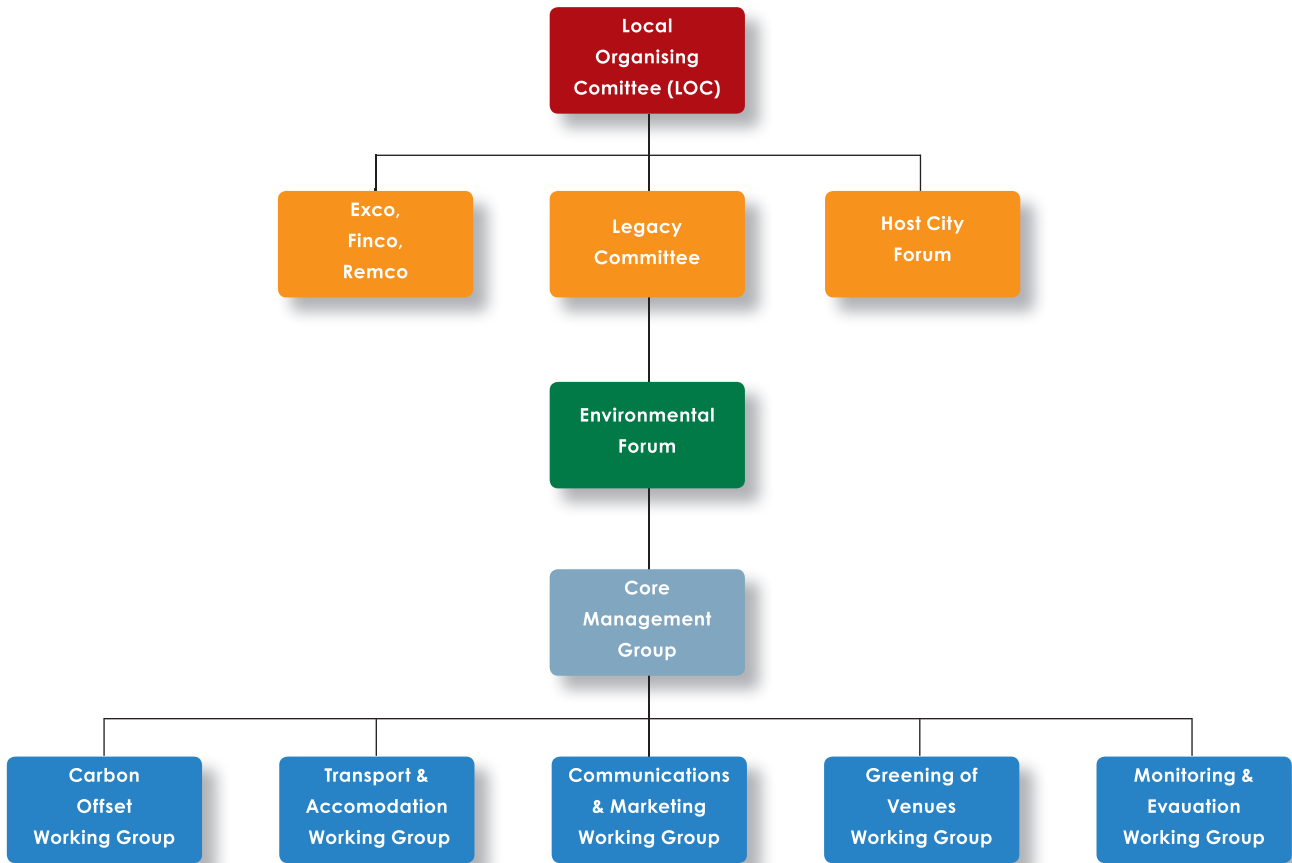 Local
Organising
Comittee (LOC)
Exco,
Finco,
Remco
Legacy
Committee
Host City
Forum
Environmental
Forum
Core
Management
Group
Carbon
Offset
Working Group
Transport &
Accomodation
Working Group
Communications
& Marketing
Working Group
Greening of
Venues
Working Group
Monitoring &
Evauation
Working Group